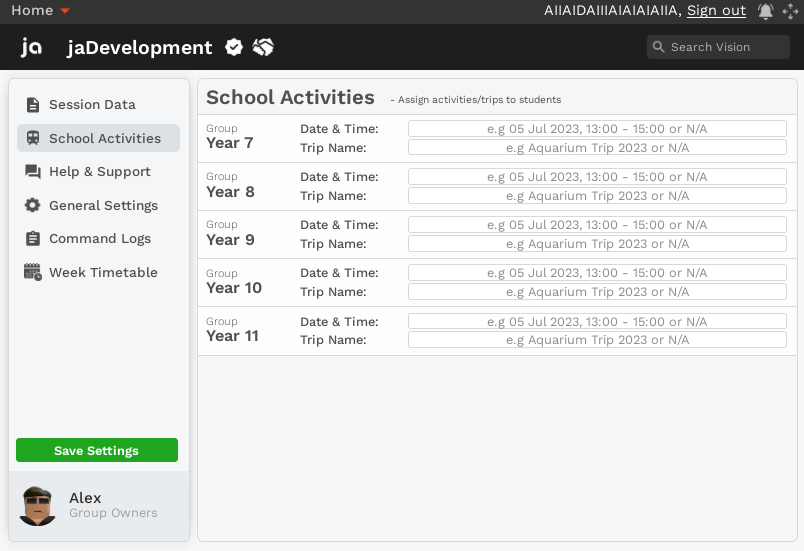 Home
AIIAIDAIIIAIAIAIAIIA, Sign out
ja jaDevelopment
Search Vision
Session Data
School Activities
Help & Support
General Settings
Command Logs
Week Timetable
Save Settings
Alex
Group Owners
School Activities - Assign activities/trips to students
Group
Year 7
Date & Time: e.g 05 Jul 2023, 13:00 - 15:00 or N/A
Trip Name: e.g Aquarium Trip 2023 or N/A
Group
Year 8
Date & Time: e.g 05 Jul 2023, 13:00 - 15:00 or N/A
Trip Name: e.g Aquarium Trip 2023 or N/A
Group
Year 9
Date & Time: e.g 05 Jul 2023, 13:00 - 15:00 or N/A
Trip Name: e.g Aquarium Trip 2023 or N/A
Group
Year 10
Date & Time: e.g 05 Jul 2023, 13:00 - 15:00 or N/A
Trip Name: e.g Aquarium Trip 2023 or N/A
Group
Year 11
Date & Time: e.g 05 Jul 2023, 13:00 - 15:00 or N/A
Trip Name: e.g Aquarium Trip 2023 or N/A